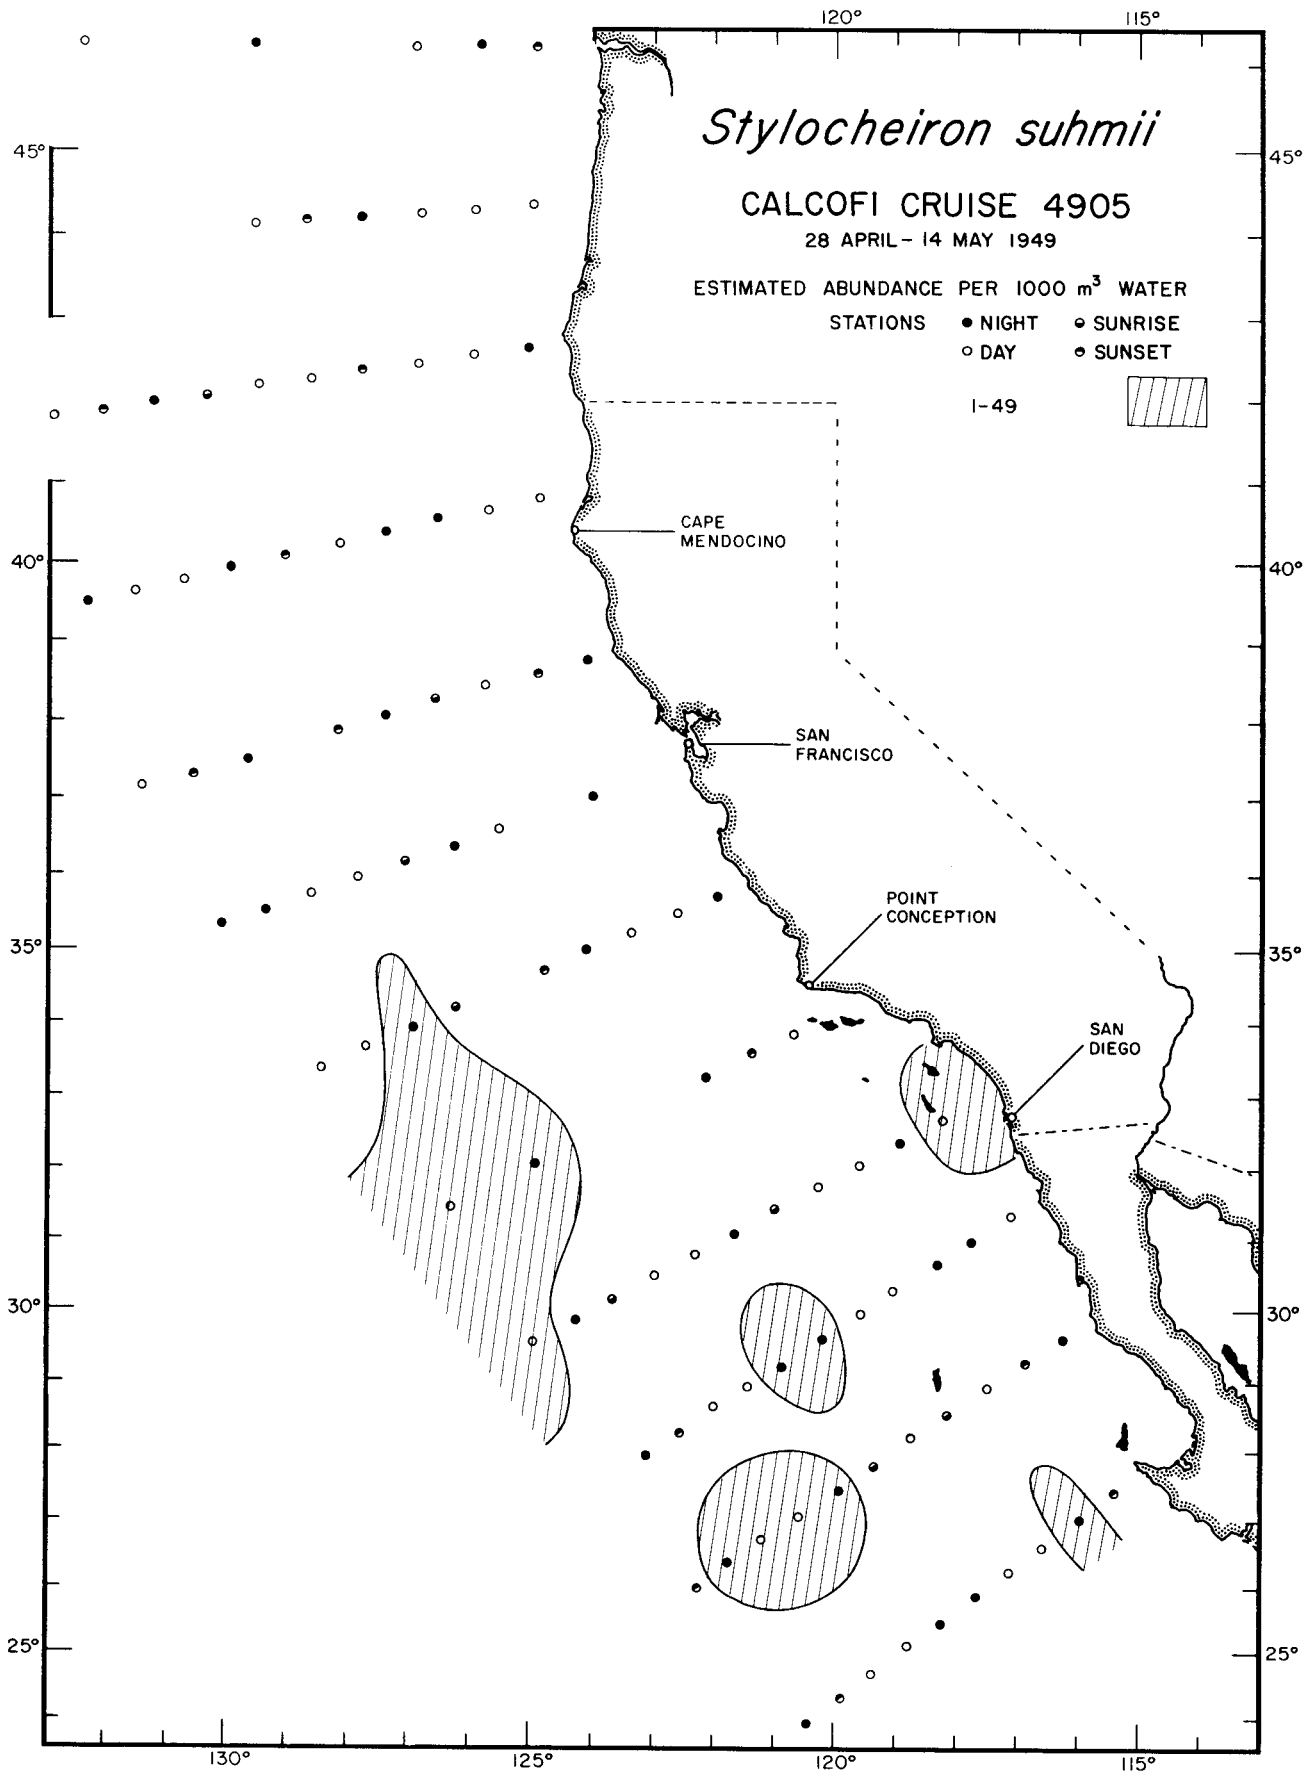 120° 115°
Stylocheiron suhmii
45° 45°
CALCOFI CRUISE 4905
28 APRIL – 14 MAY 1949
ESTIMATED ABUNDANCE PER 1000 m³ WATER
STATIONS ● NIGHT ◒ SUNRISE
○ DAY ◓ SUNSET
1-49
CAPE
MENDOCINO
40° 40°
SAN
FRANCISCO
POINT
CONCEPTION
35° 35°
SAN
DIEGO
30° 30°
25° 25°
130° 125° 120° 115°